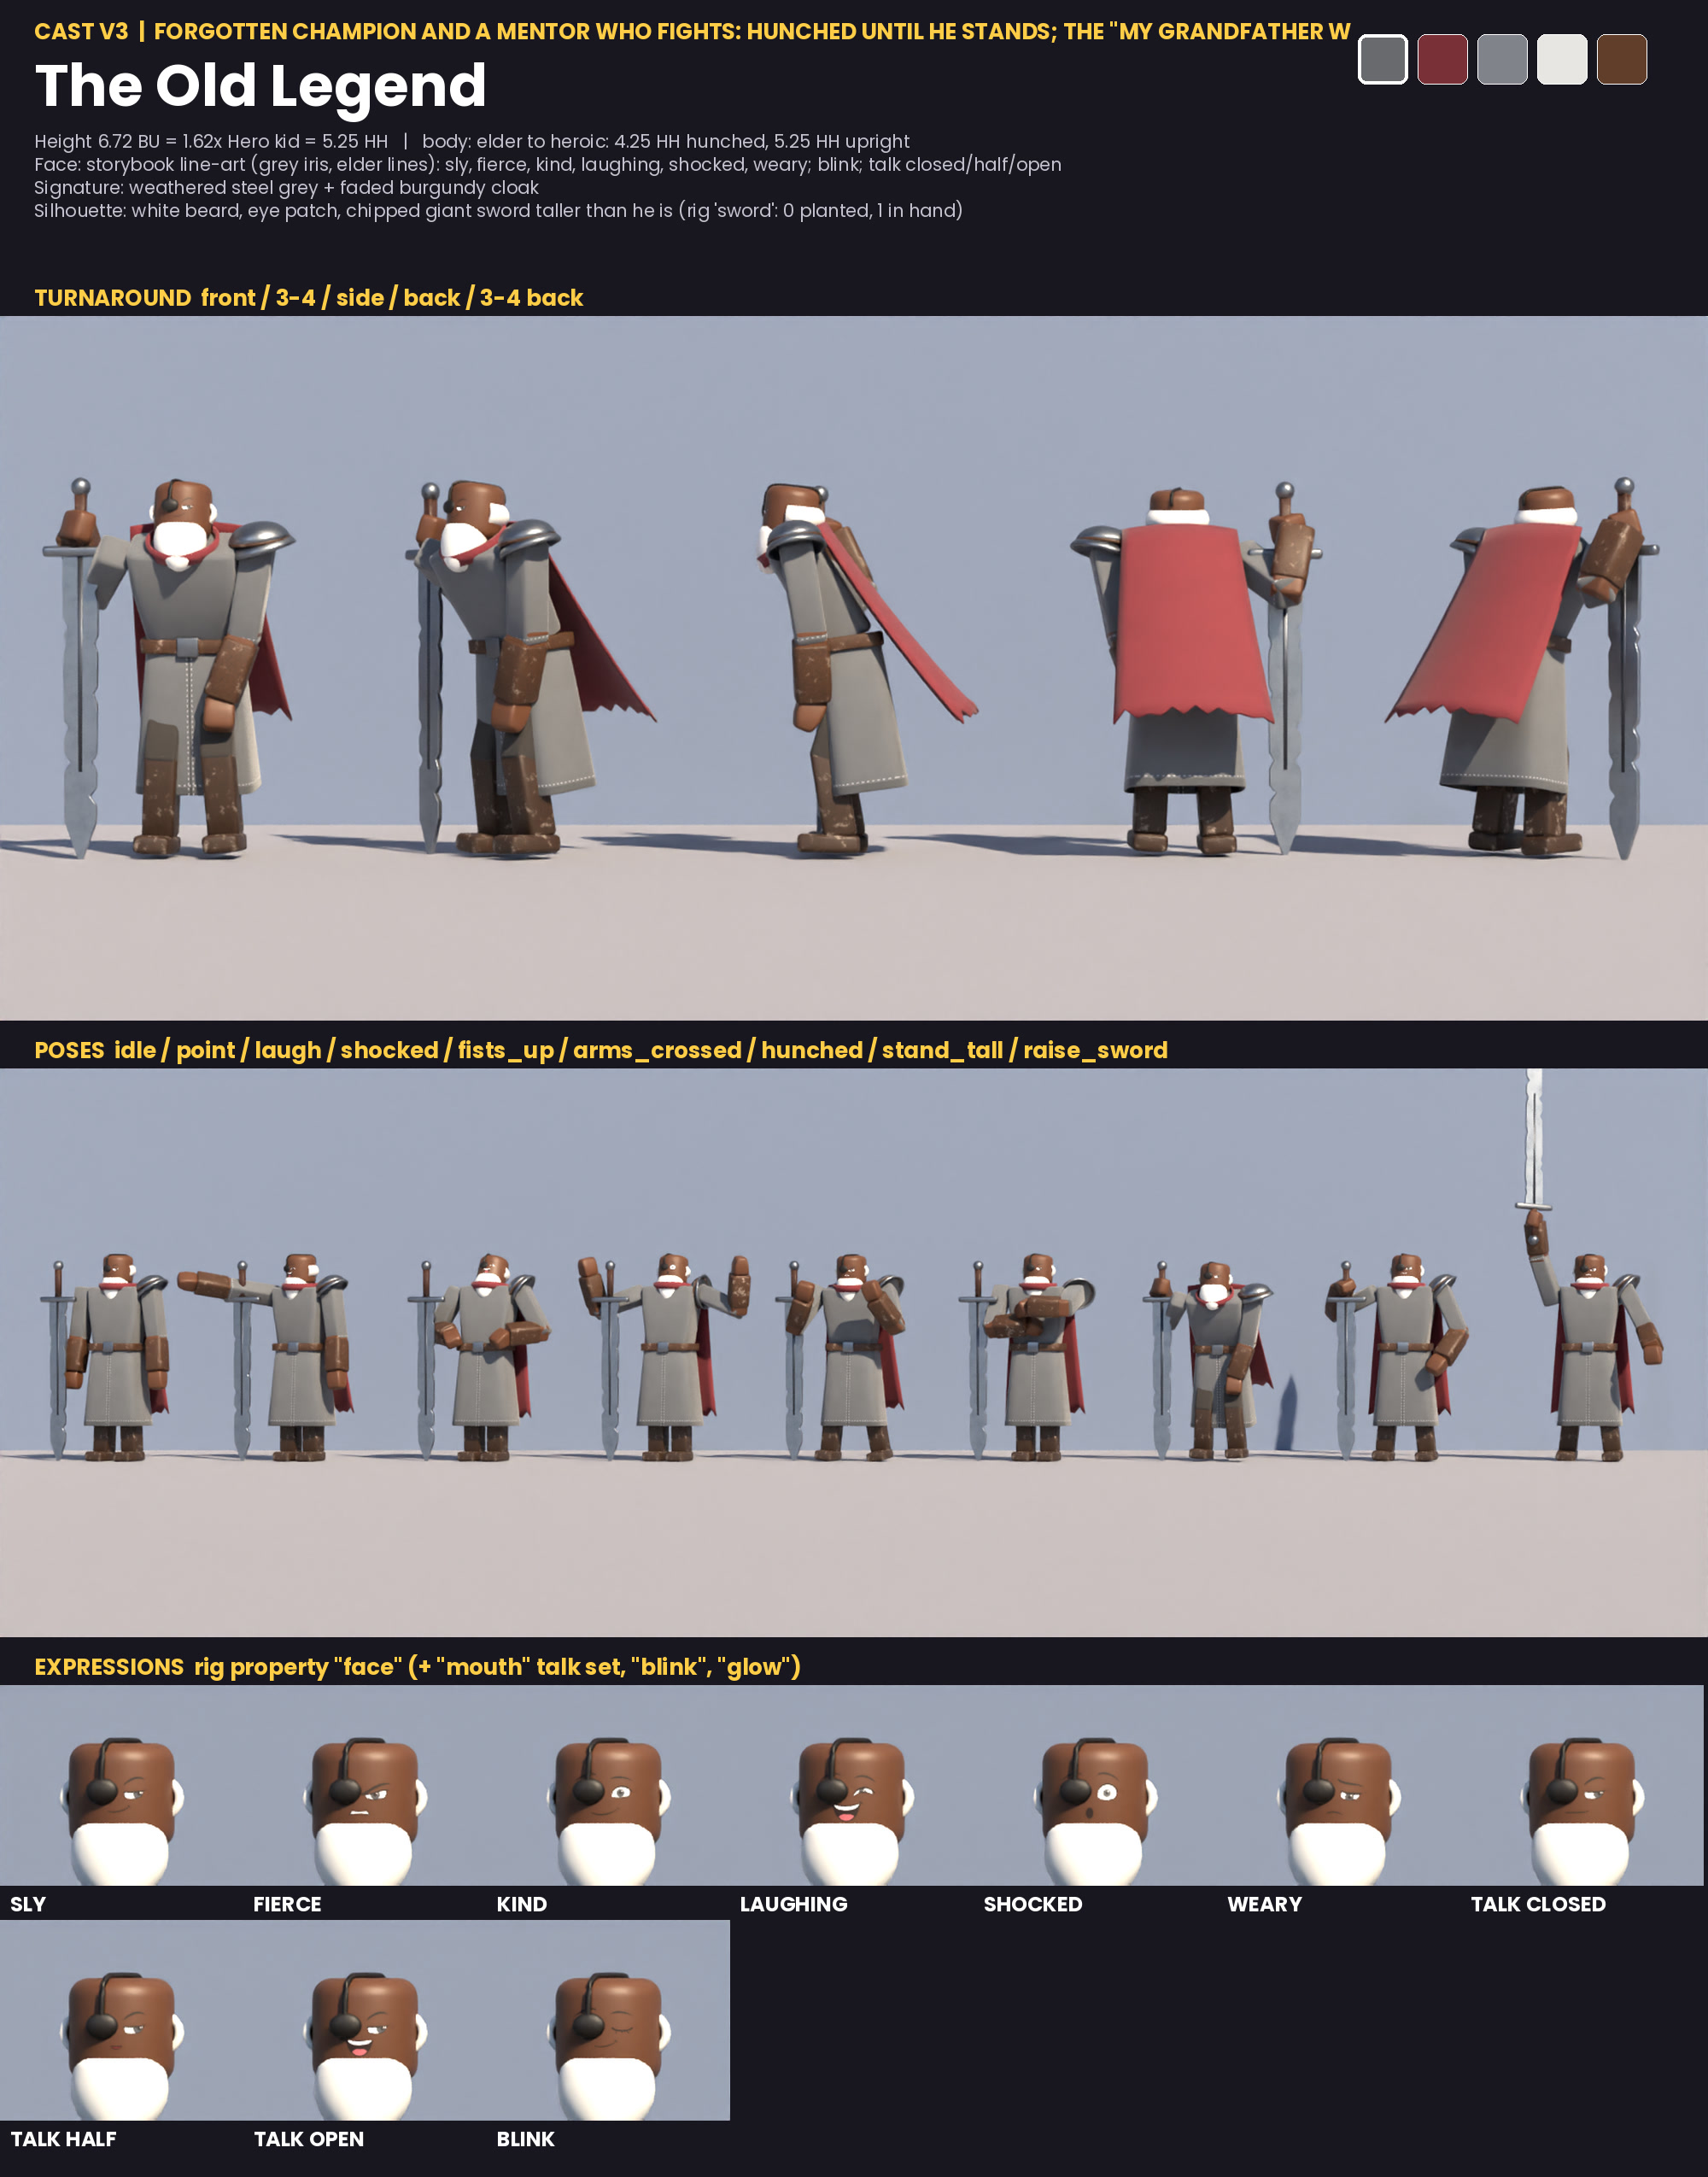 CAST V3 | FORGOTTEN CHAMPION AND A MENTOR WHO FIGHTS: HUNCHED UNTIL HE STANDS; THE "MY GRANDFATHER W
The Old Legend
Height 6.72 BU = 1.62x Hero kid = 5.25 HH | body: elder to heroic: 4.25 HH hunched, 5.25 HH upright
Face: storybook line-art (grey iris, elder lines): sly, fierce, kind, laughing, shocked, weary; blink; talk closed/half/open
Signature: weathered steel grey + faded burgundy cloak
Silhouette: white beard, eye patch, chipped giant sword taller than he is (rig 'sword': 0 planted, 1 in hand)
TURNAROUND front / 3-4 / side / back / 3-4 back
POSES idle / point / laugh / shocked / fists_up / arms_crossed / hunched / stand_tall / raise_sword
EXPRESSIONS rig property "face" (+ "mouth" talk set, "blink", "glow")
SLY FIERCE KIND LAUGHING SHOCKED WEARY TALK CLOSED
TALK HALF TALK OPEN BLINK